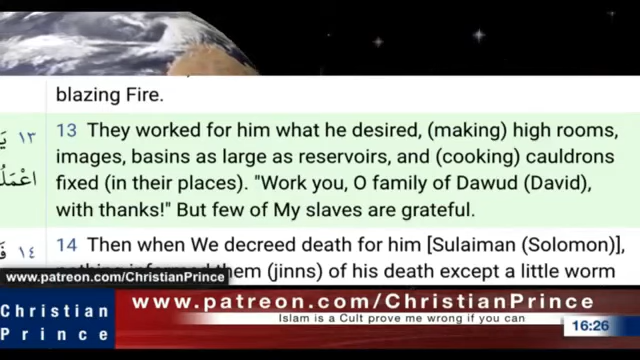 blazing Fire.
١٣ يَ
13 They worked for him what he desired, (making) high rooms,
images, basins as large as reservoirs, and (cooking) cauldrons
اعْمَلُ
fixed (in their places). "Work you, O family of Dawud (David),
with thanks!" But few of My slaves are grateful.
١٤ فَ
14 Then when We decreed death for him [Sulaiman (Solomon)],
them (jinns) of his death except a little worm
www.patreon.com/ChristianPrince
www.patreon.com/ChristianPrince
Christian
Prince
Islam is a Cult prove me wrong if you can
16:26